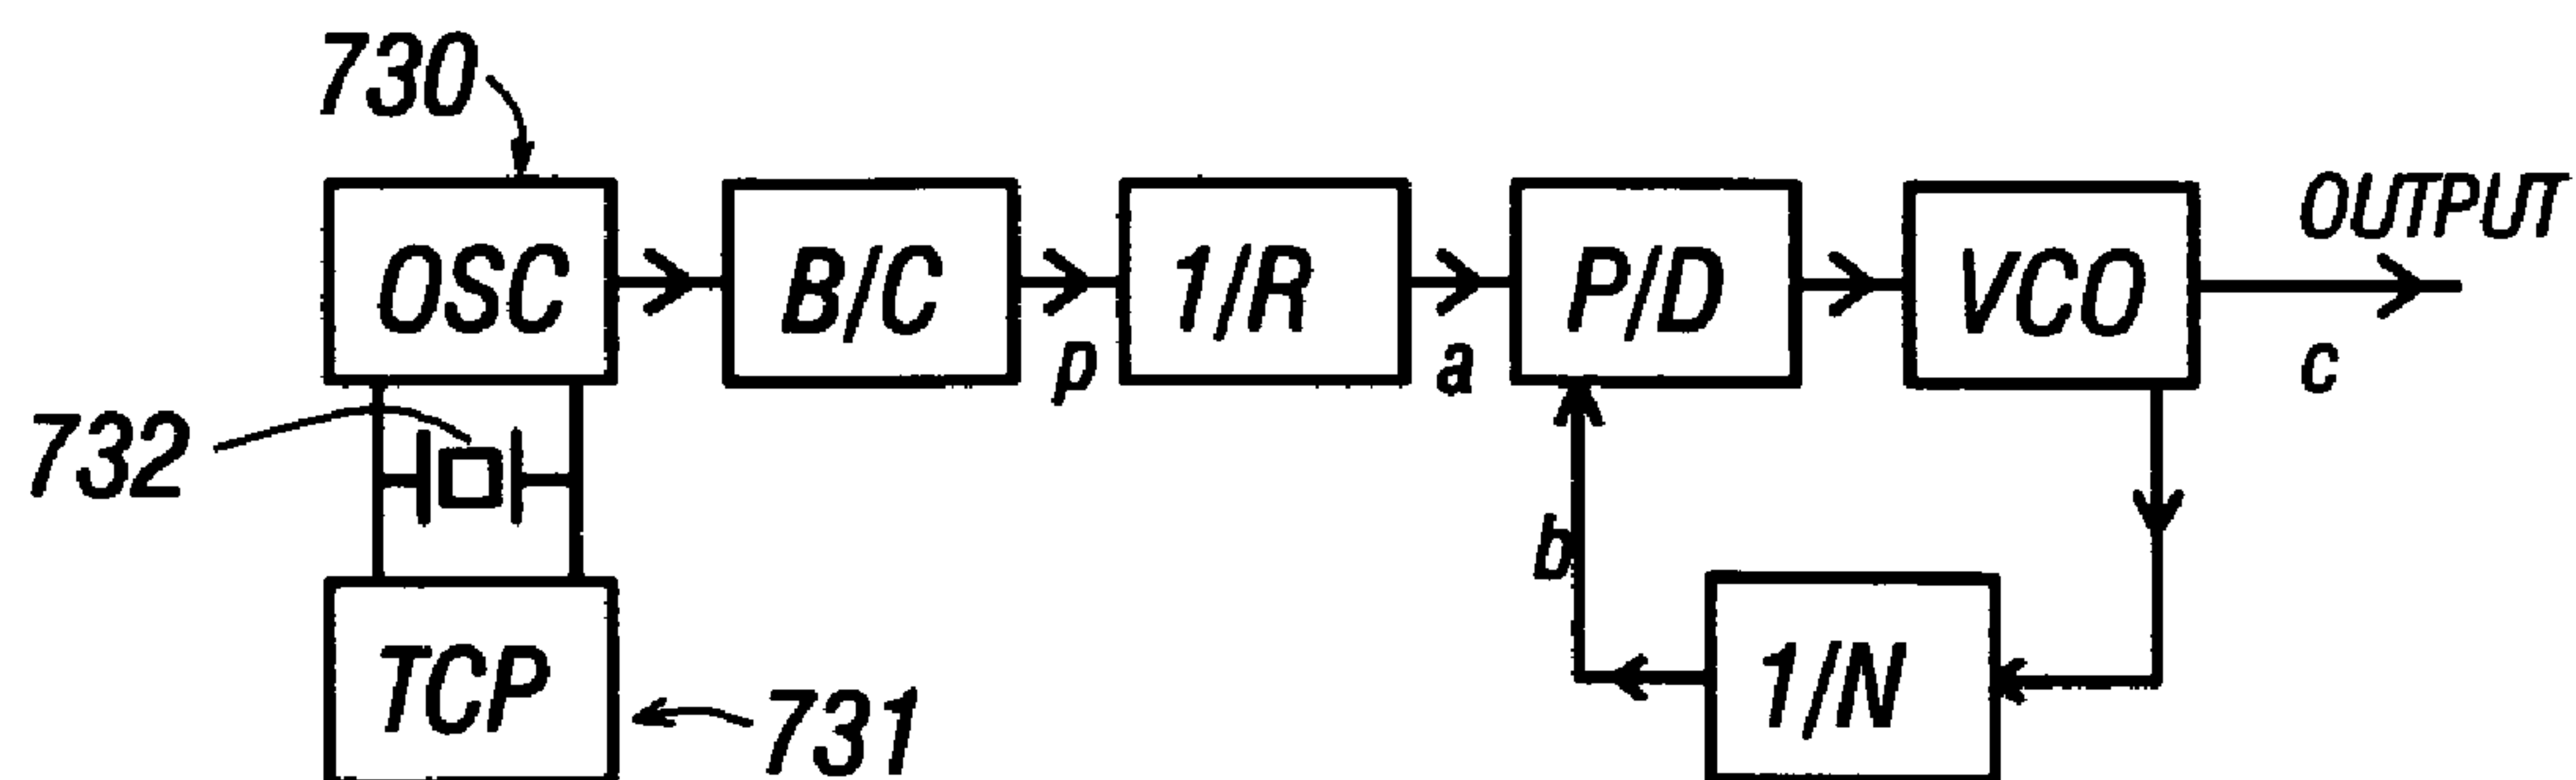 730
OUTPUT
OSC
B/C
1/R
P/D
VCO
p
a
c
732
b
TCP
1/N
731